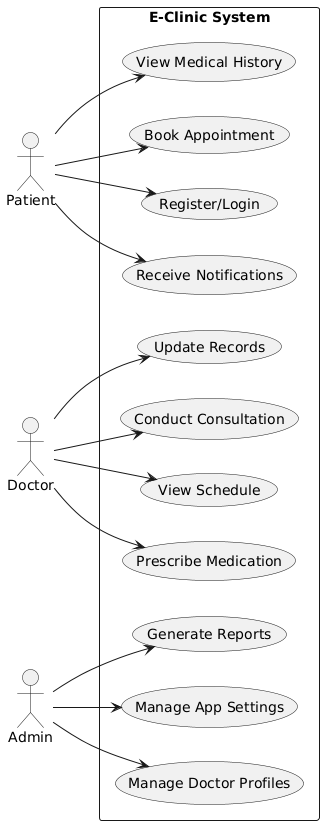 E-Clinic System
View Medical History
Book Appointment
Patient
Register/Login
Receive Notifications
Update Records
Conduct Consultation
Doctor
View Schedule
Prescribe Medication
Generate Reports
Manage App Settings
Admin
Manage Doctor Profiles